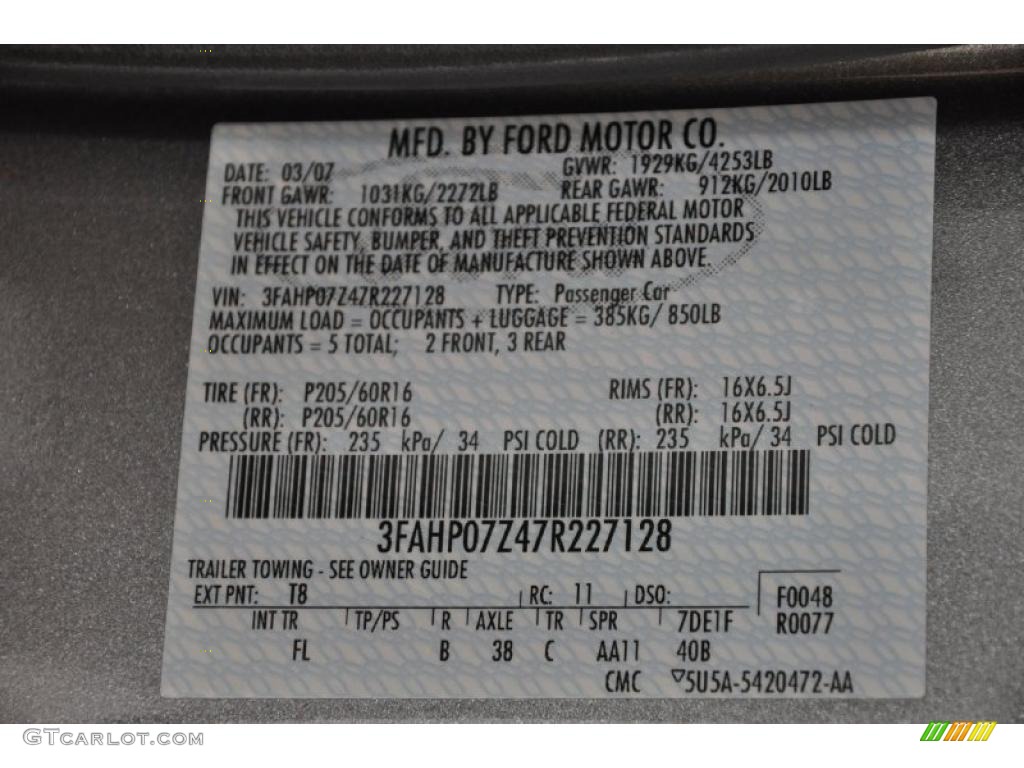 MFD. BY FORD MOTOR CO.
DATE: 03/07 GVWR: 1929KG/4253LB
FRONT GAWR: 1031KG/2272LB REAR GAWR: 912KG/2010LB
THIS VEHICLE CONFORMS TO ALL APPLICABLE FEDERAL MOTOR
VEHICLE SAFETY, BUMPER, AND THEFT PREVENTION STANDARDS
IN EFFECT ON THE DATE OF MANUFACTURE SHOWN ABOVE.
VIN: 3FAHP07Z47R227128 TYPE: Passenger Car
MAXIMUM LOAD = OCCUPANTS + LUGGAGE = 385KG/ 850LB
OCCUPANTS = 5 TOTAL; 2 FRONT, 3 REAR
TIRE (FR): P205/60R16 RIMS (FR): 16X6.5J
(RR): P205/60R16 (RR): 16X6.5J
PRESSURE (FR): 235 kPa/ 34 PSI COLD (RR): 235 kPa/ 34 PSI COLD
3FAHP07Z47R227128
TRAILER TOWING - SEE OWNER GUIDE
EXT PNT: T8 RC: 11 DSO: F0048
INT TR TP/PS R AXLE TR SPR 7DE1F R0077
FL B 38 C AA11 40B
CMC 5U5A-5420472-AA
GTCarLot.com